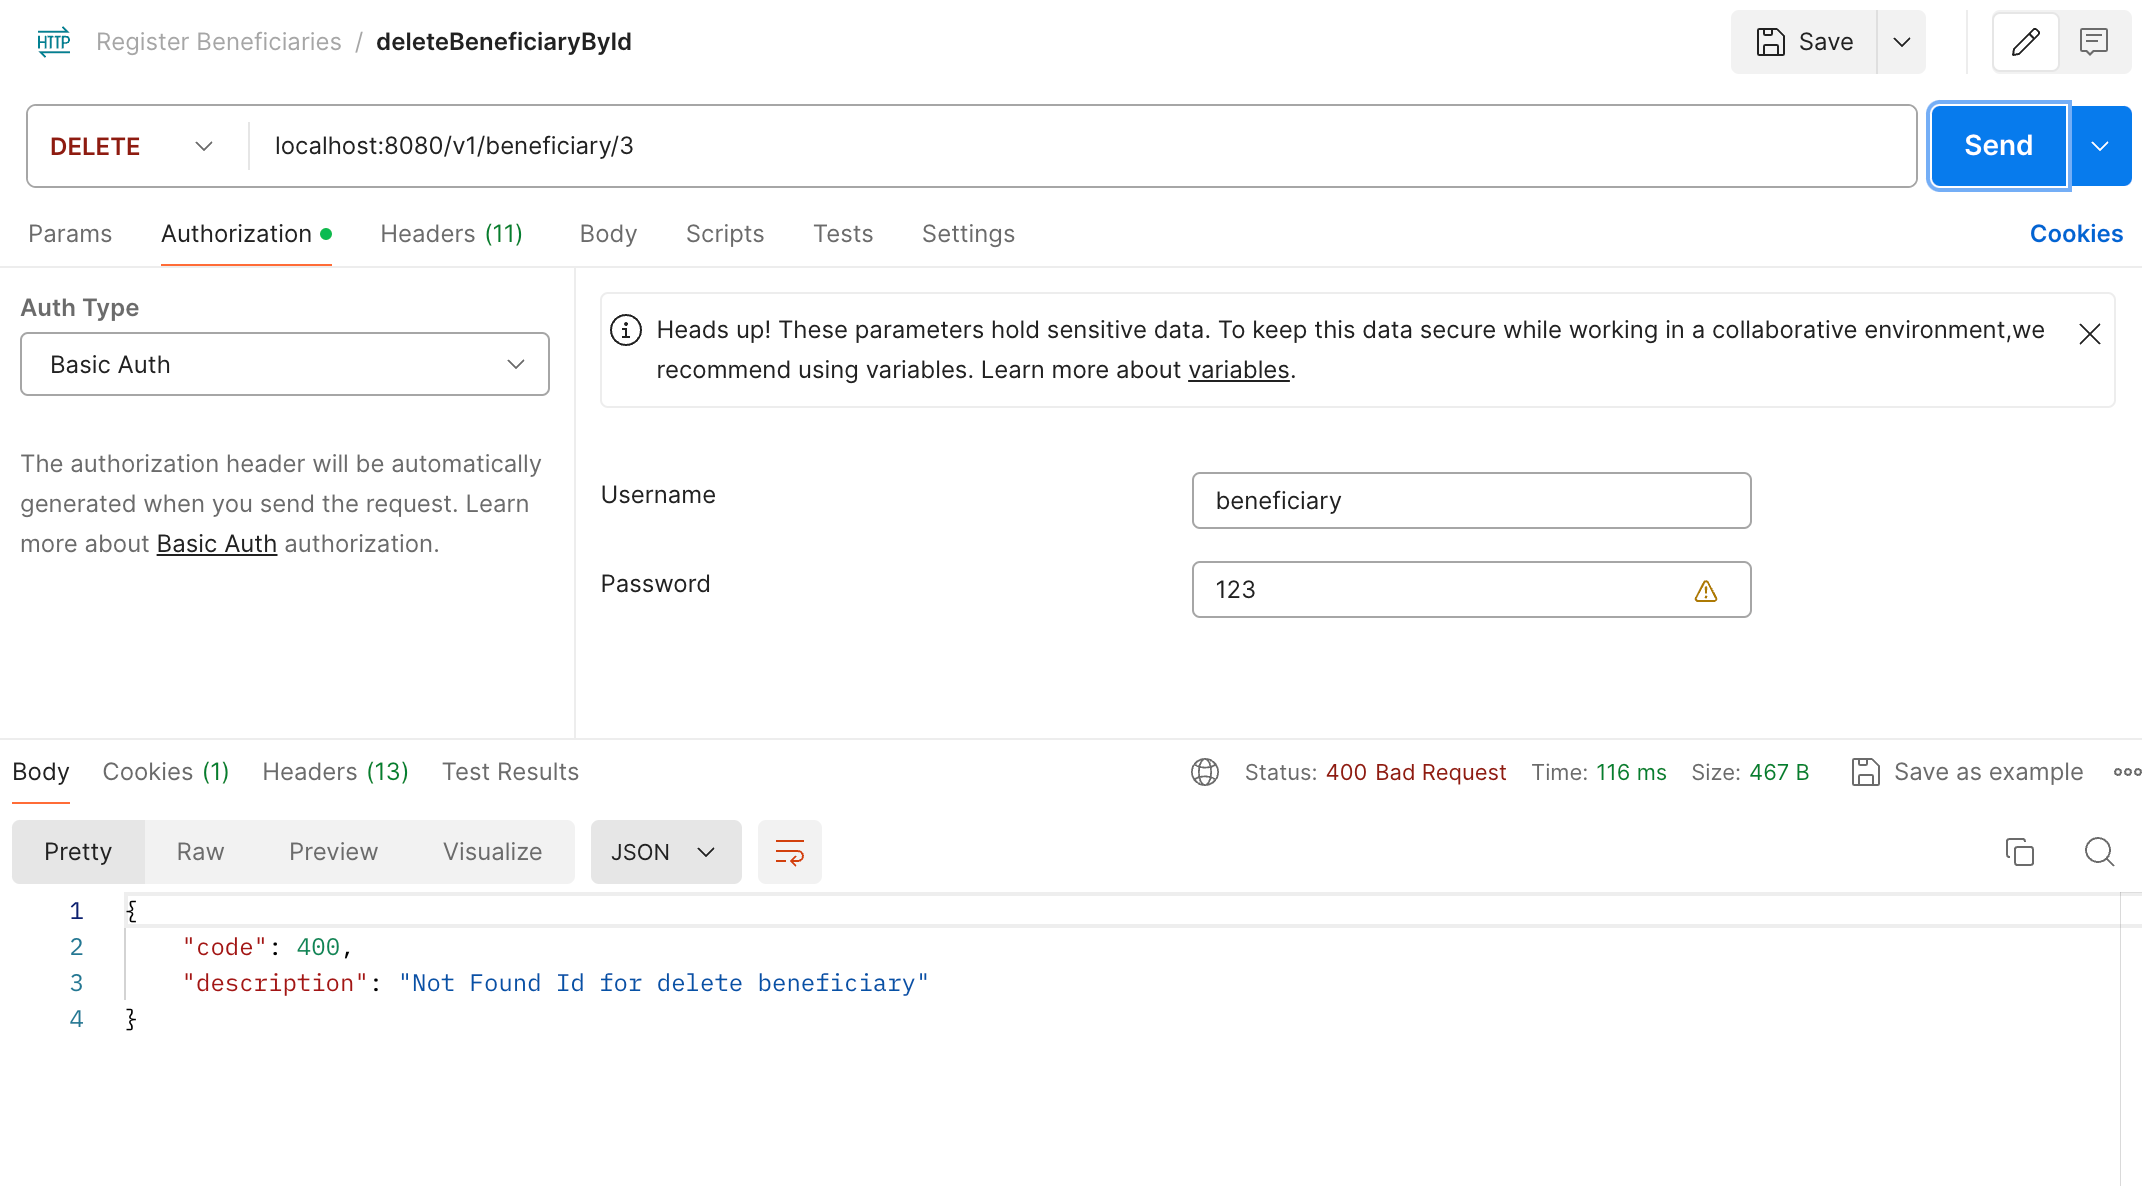 HTTP Register Beneficiaries / deleteBeneficiaryById Save
DELETE localhost:8080/v1/beneficiary/3 Send
Params Authorization Headers (11) Body Scripts Tests Settings Cookies
Auth Type
Basic Auth
The authorization header will be automatically
generated when you send the request. Learn
more about Basic Auth authorization.
Heads up! These parameters hold sensitive data. To keep this data secure while working in a collaborative environment,we
recommend using variables. Learn more about variables.
Username beneficiary
Password 123
Body Cookies (1) Headers (13) Test Results Status: 400 Bad Request Time: 116 ms Size: 467 B Save as example
Pretty Raw Preview Visualize JSON
1 {
2 "code": 400,
3 "description": "Not Found Id for delete beneficiary"
4 }